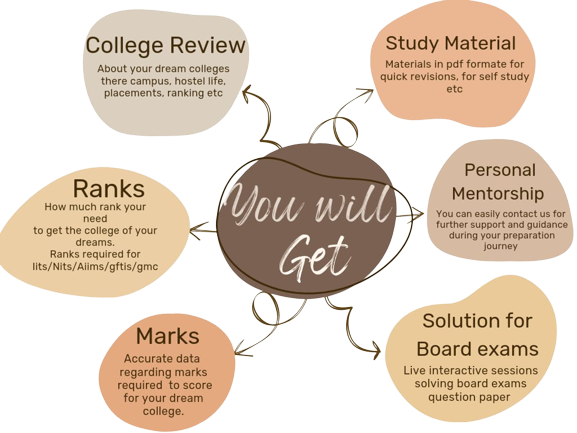 College Review
About your dream colleges
there campus, hostel life,
placements, ranking etc
Study Material
Materials in pdf formate for
quick revisions, for self study
etc
Ranks
How much rank your
need
to get the college of your
dreams.
Ranks required for
Iits/Nits/Aiims/gftis/gmc
You will
Get
Personal
Mentorship
You can easily contact us for
further support and guidance
during your preparation
journey
Marks
Accurate data
regarding marks
required to score
for your dream
college.
Solution for
Board exams
Live interactive sessions
solving board exams
question paper